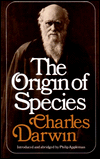 The
Origin of
Species
Charles
Darwin
Introduced and abridged by Philip Appleman